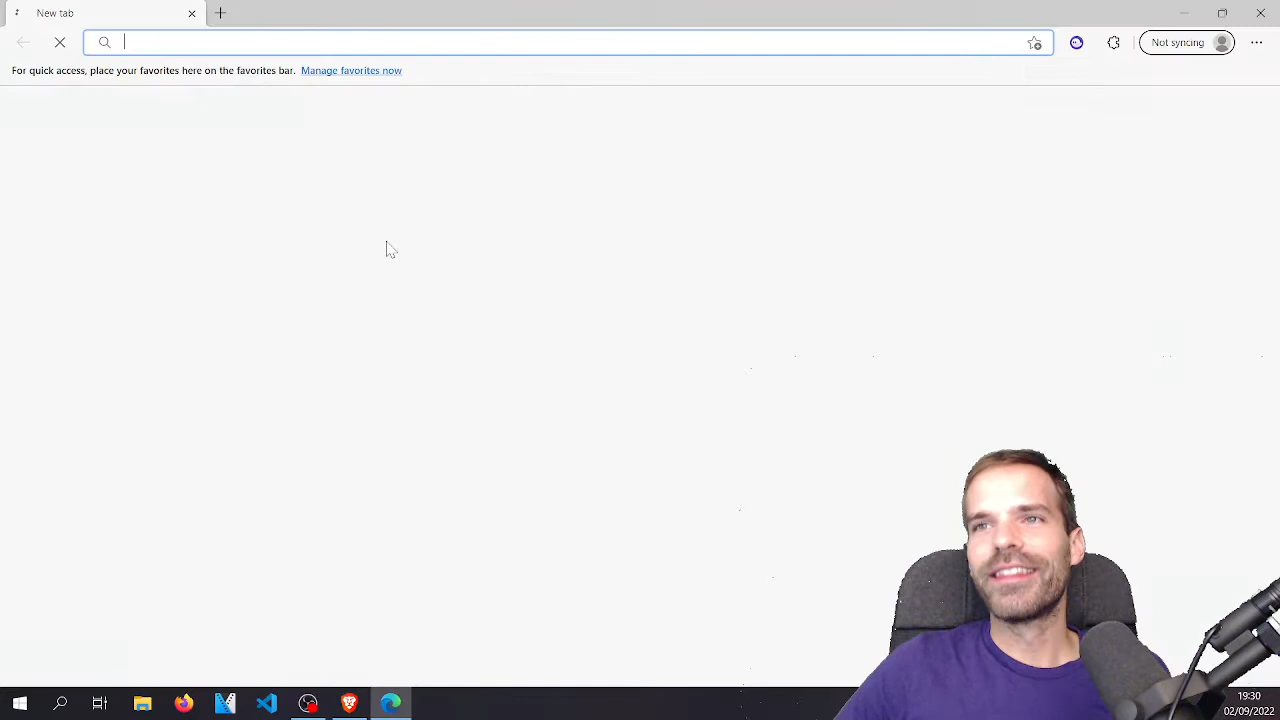 New tab
Not syncing
For quick access, place your favorites here on the favorites bar. Manage favorites now
19:30
02/09/2022